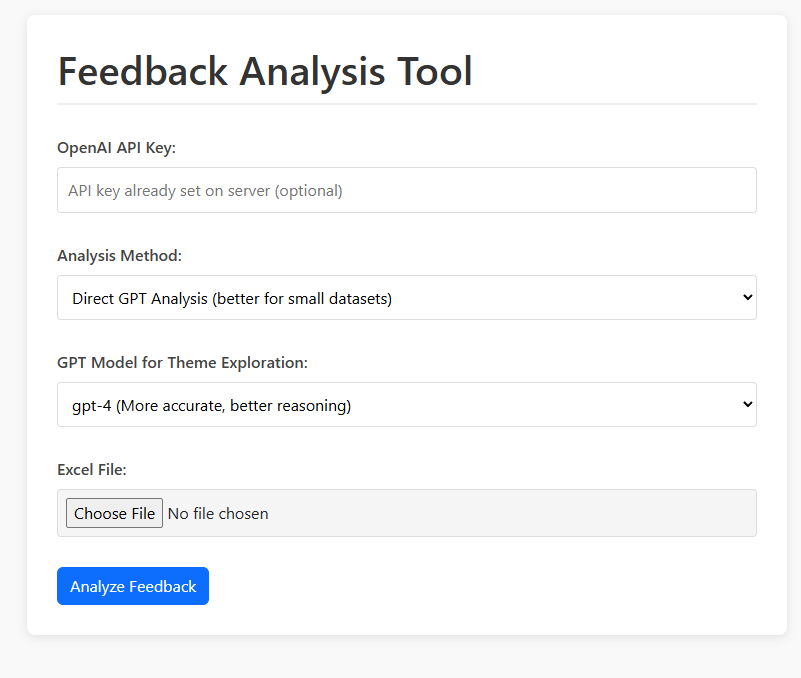 Feedback Analysis Tool
OpenAI API Key:
API key already set on server (optional)
Analysis Method:
Direct GPT Analysis (better for small datasets)
GPT Model for Theme Exploration:
gpt-4 (More accurate, better reasoning)
Excel File:
Choose File No file chosen
Analyze Feedback